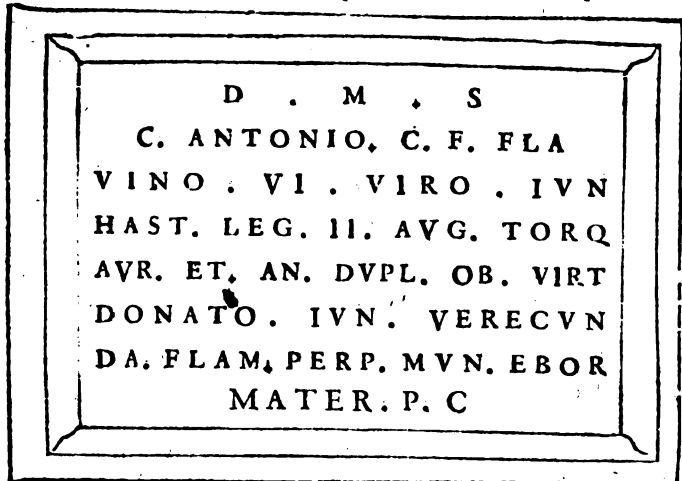 D . M . S
C. ANTONIO. C. F. FLA
VINO . VI . VIRO . IVN
HAST. LEG. II. AVG. TORQ
AVR. ET. AN. DVPL. OB. VIRT
DONATO. IVN. VERECVN
DA. FLAM. PERP. MVN. EBOR
MATER. P. C